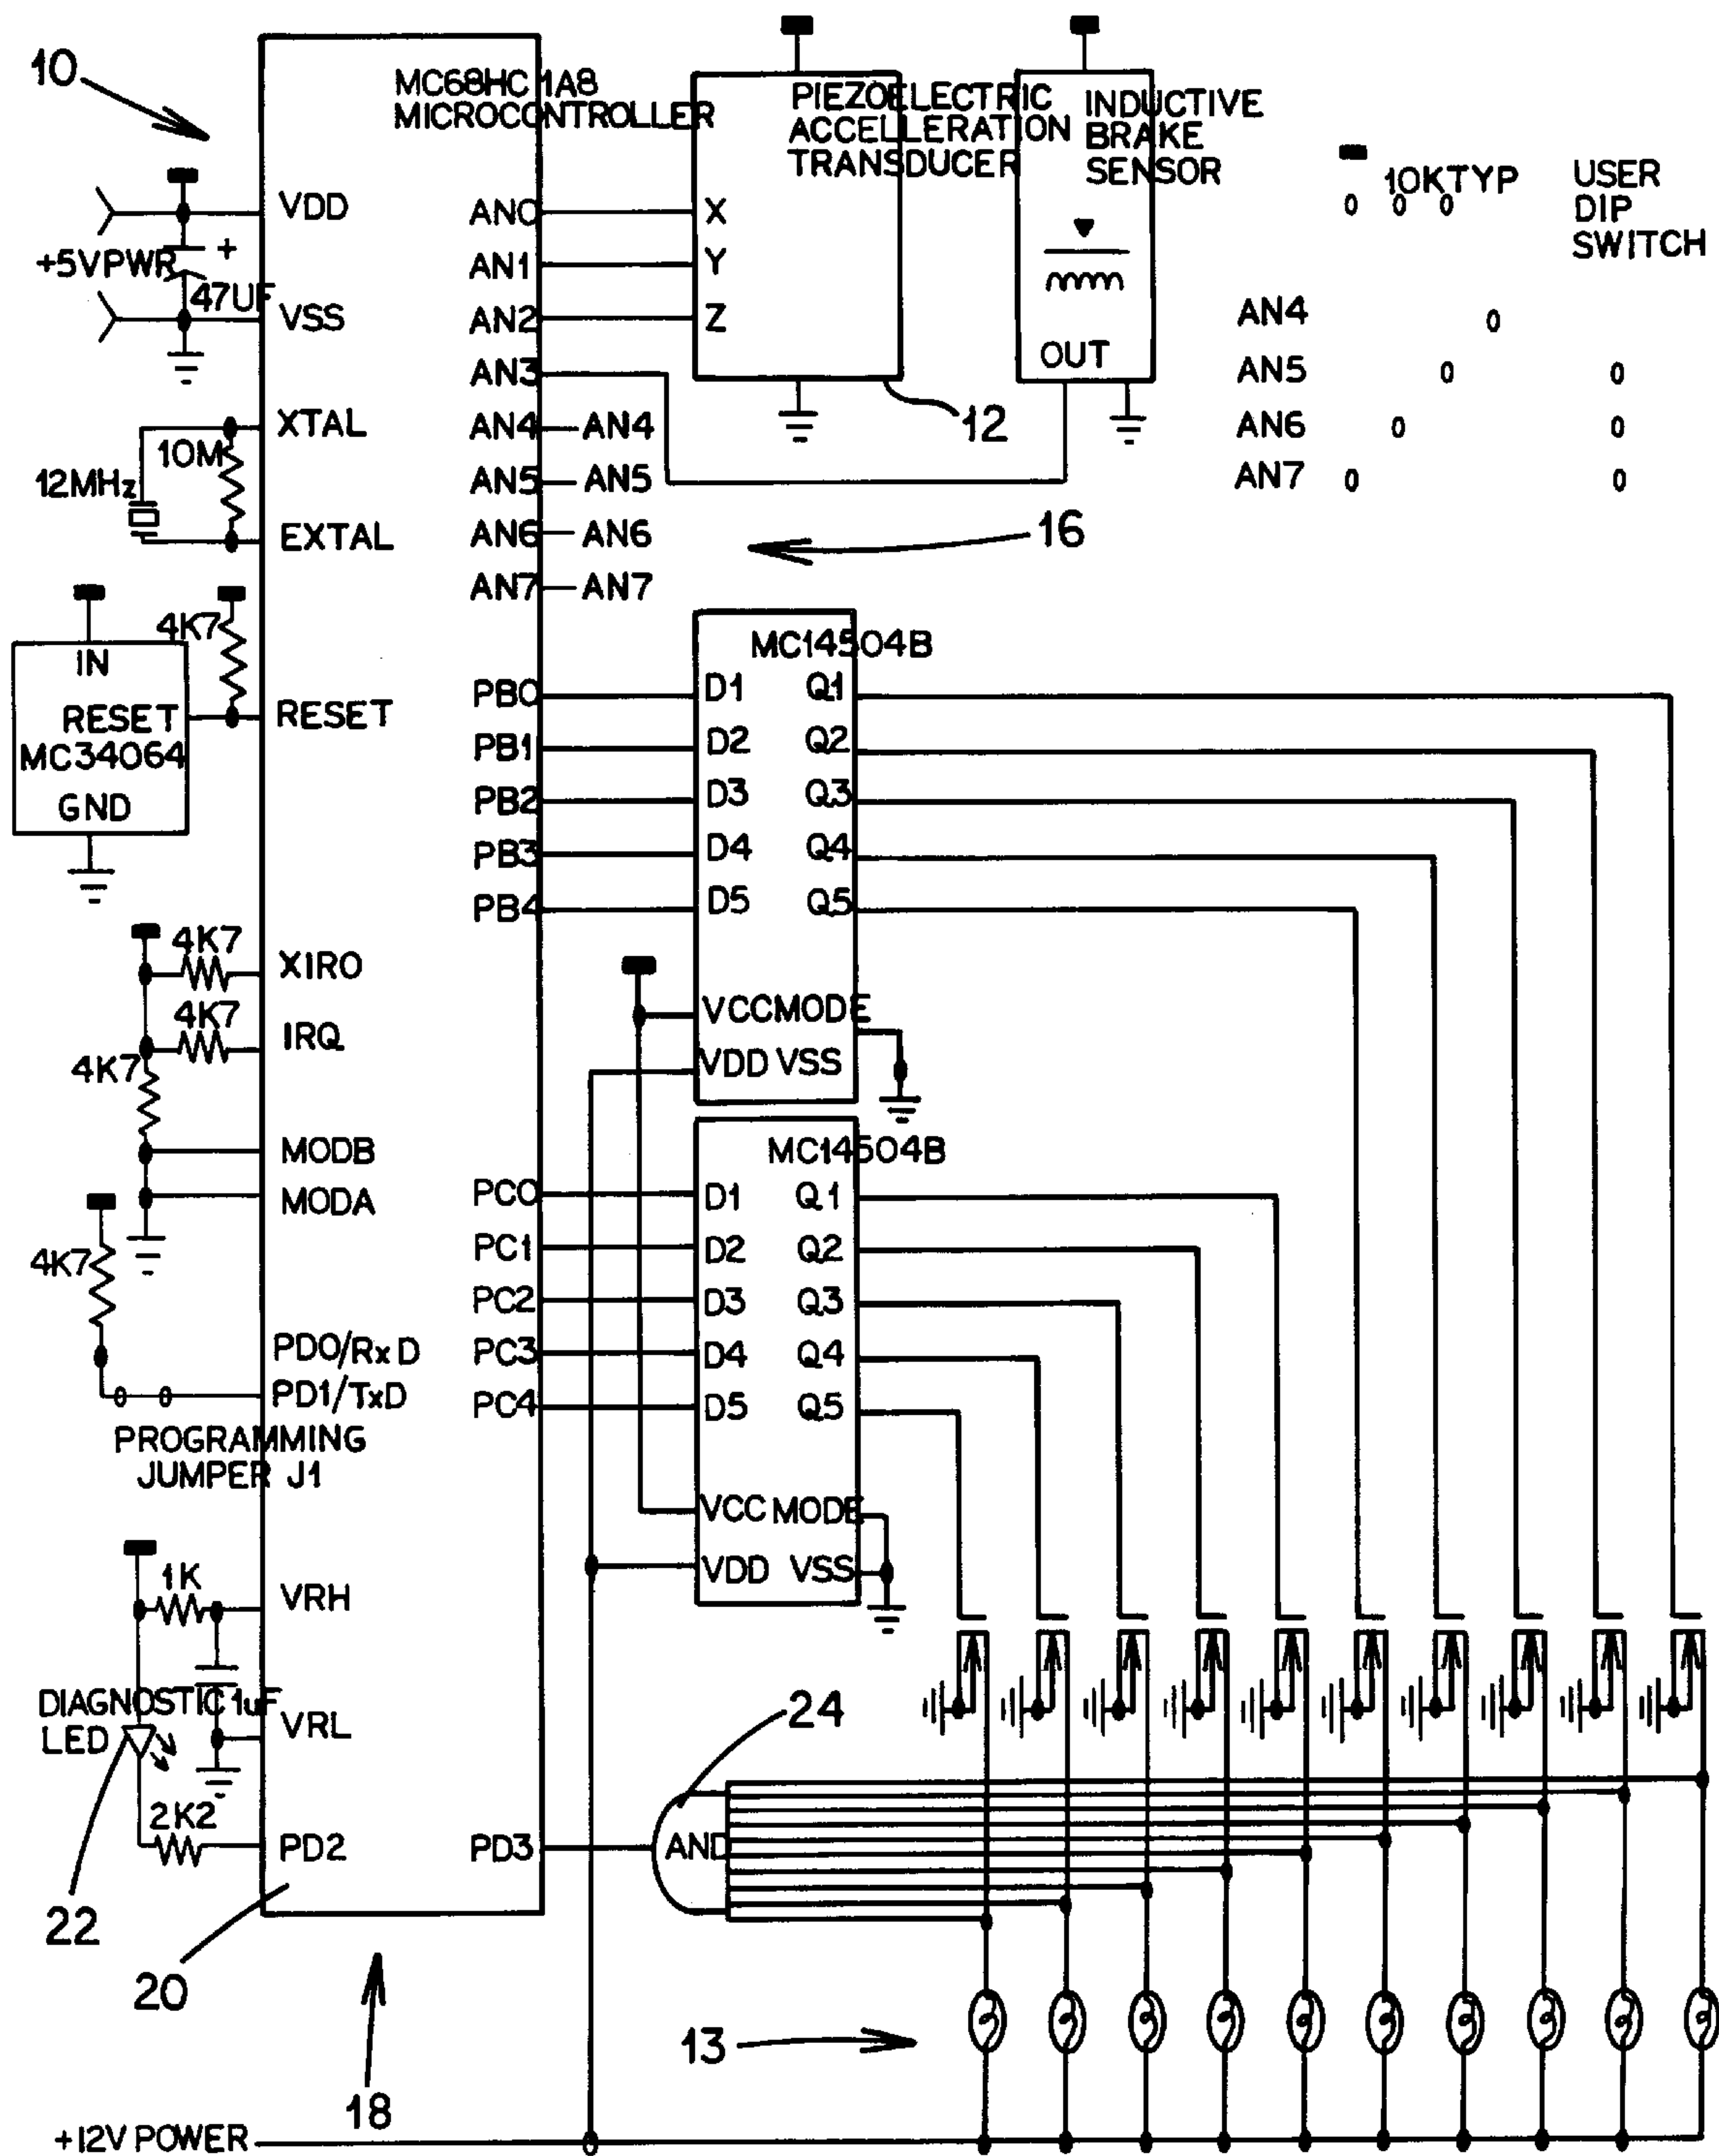 10
MC68HC1A8
MICROCONTROLLER
PIEZOELECTRIC
ACCELLERATION
TRANSDUCER
INDUCTIVE
BRAKE
SENSOR
10KTYP
USER
DIP
SWITCH
VDD
+5VPWR
+
47UF
VSS
AN0
AN1
AN2
AN3
X
Y
Z
OUT
12
AN4
AN5
AN6
AN7
XTAL
10M
12MHz
EXTAL
AN4 AN4
AN5 AN5
AN6 AN6
AN7 AN7
16
4K7
IN
RESET
MC34064
GND
RESET
MC14504B
PB0 D1 Q1
PB1 D2 Q2
PB2 D3 Q3
PB3 D4 Q4
PB4 D5 Q5
VCC MODE
VDD VSS
4K7
XIRO
4K7
IRQ
4K7
MODB
MODA
4K7
PD0/RxD
PD1/TxD
PROGRAMMING
JUMPER J1
MC14504B
PC0 D1 Q1
PC1 D2 Q2
PC2 D3 Q3
PC3 D4 Q4
PC4 D5 Q5
VCC MODE
VDD VSS
1K
VRH
DIAGNOSTIC
LED
1uF
VRL
2K2
PD2
PD3
AND
24
22
20
18
13
+12V POWER